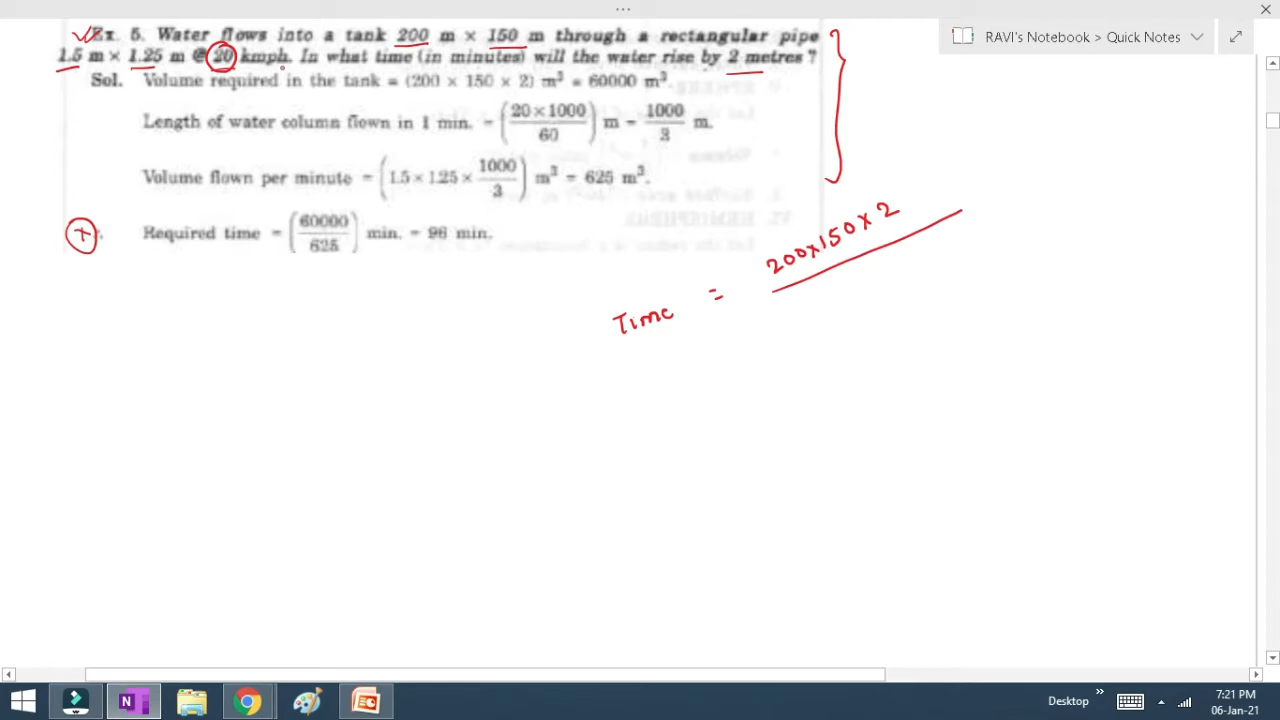 RAVI's Notebook > Quick Notes
Ex. 5. Water flows into a tank 200 m × 150 m through a rectangular pipe
1.5 m × 1.25 m @ 20 kmph. In what time (in minutes) will the water rise by 2 metres ?
Sol. Volume required in the tank = (200 × 150 × 2) m³ = 60000 m³.
Length of water column flown in 1 min. = (20×1000/60) m = 1000/3 m.
Volume flown per minute = (1.5 × 1.25 × 1000/3) m³ = 625 m³.
Required time = (60000/625) min. = 96 min.
Time = 200×150×2
Desktop
7:21 PM
06-Jan-21